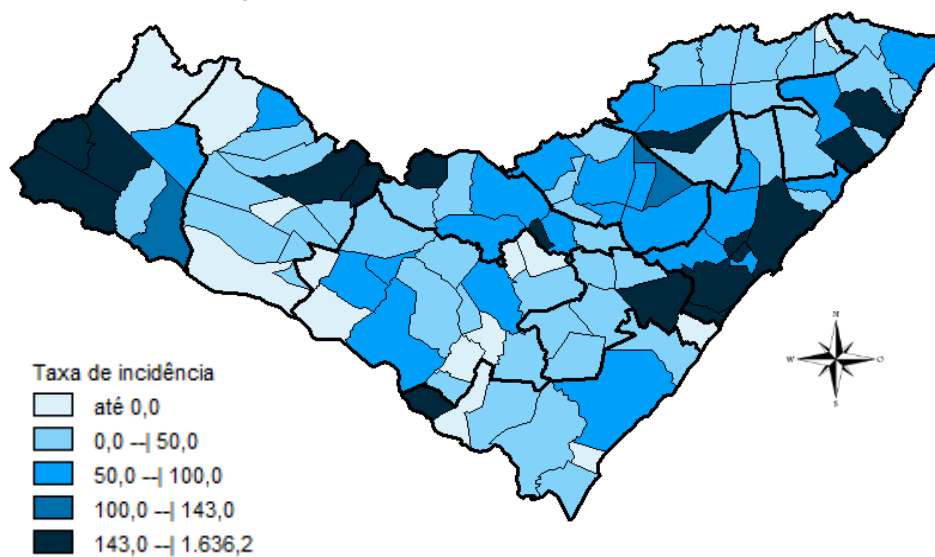 Taxa de incidência
até 0,0
0,0 --| 50,0
50,0 --| 100,0
100,0 --| 143,0
143,0 --| 1.636,2
N
W
O
S